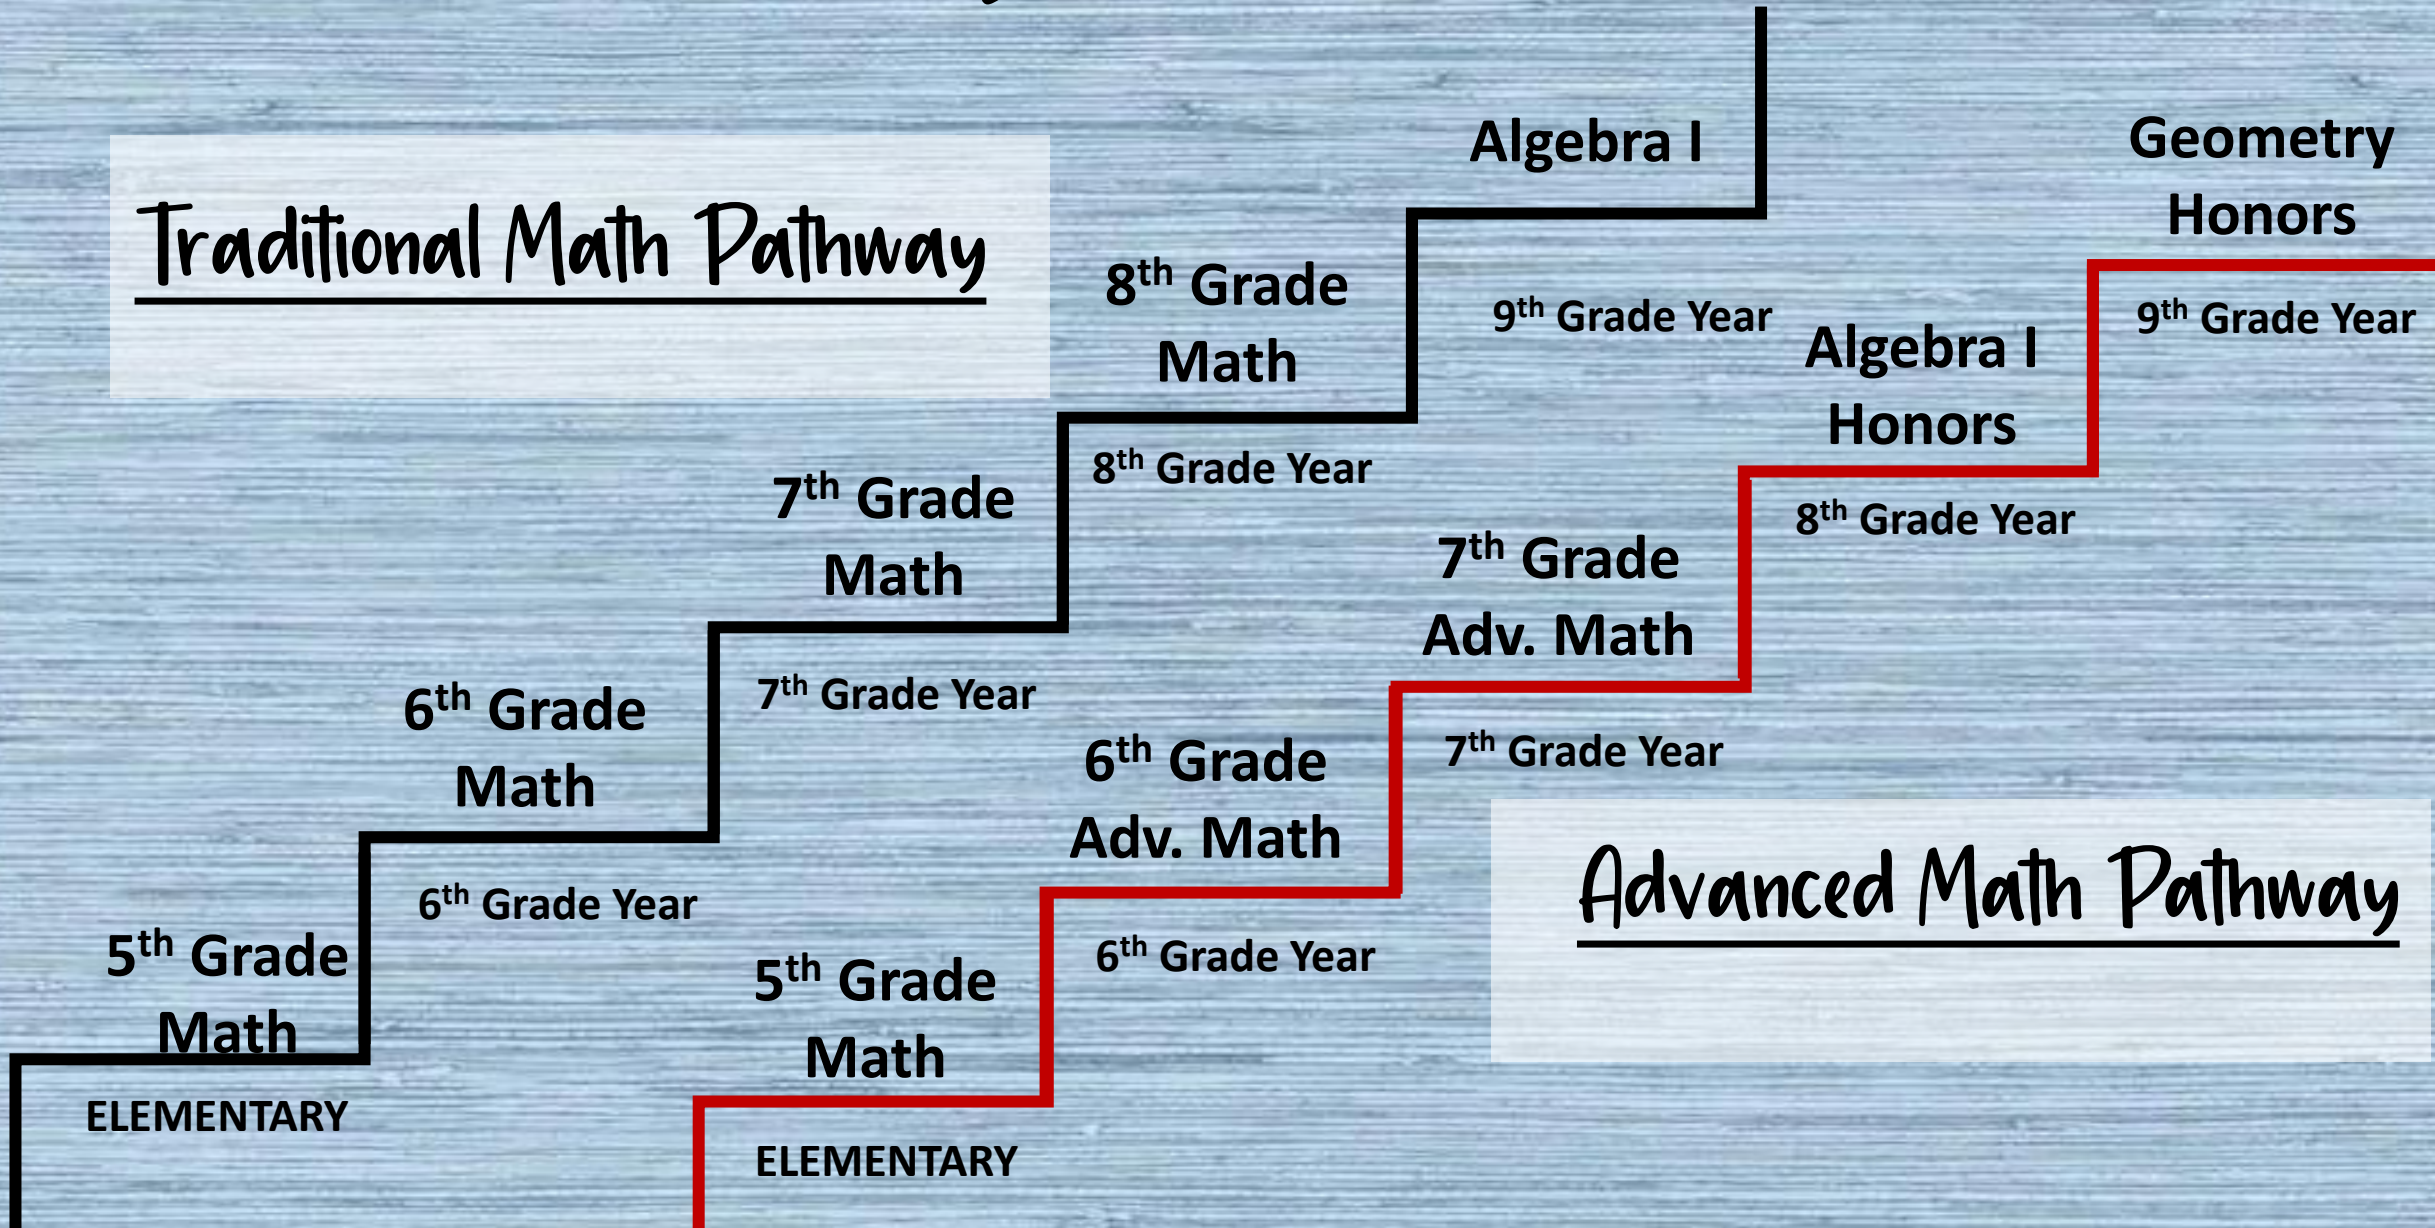 Traditional Math Pathway
5th Grade
Math
ELEMENTARY
6th Grade
Math
6th Grade Year
7th Grade
Math
7th Grade Year
8th Grade
Math
8th Grade Year
Algebra I
9th Grade Year
Advanced Math Pathway
5th Grade
Math
ELEMENTARY
6th Grade
Adv. Math
6th Grade Year
7th Grade
Adv. Math
7th Grade Year
Algebra I
Honors
8th Grade Year
Geometry
Honors
9th Grade Year